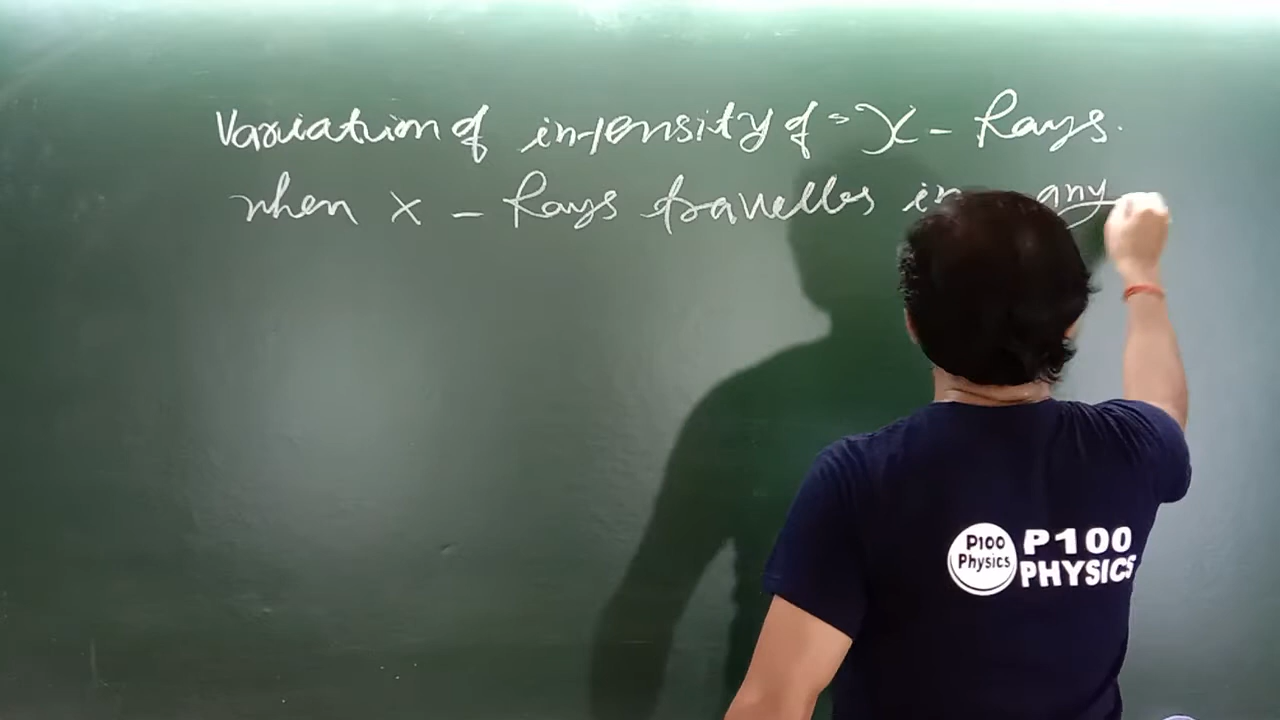 Variation of intensity of X - Rays.
when X - Rays travelles in any
P100 Physics
P100 PHYSICS